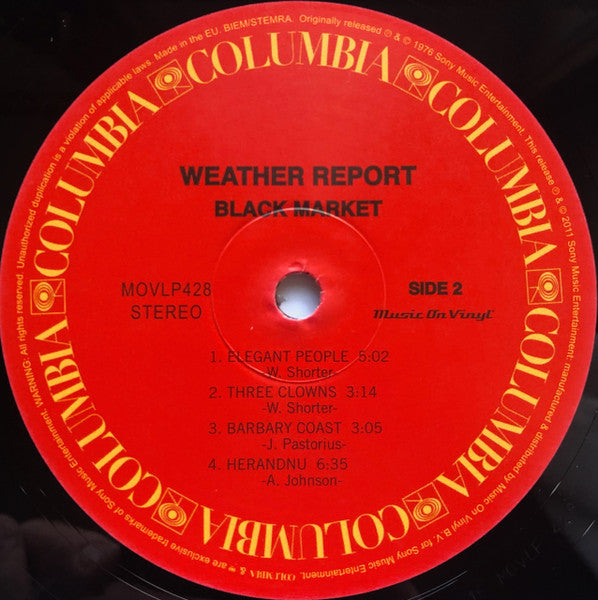 WEATHER REPORT
BLACK MARKET
MOVLP428
STEREO
SIDE 2
Music On Vinyl
1. ELEGANT PEOPLE 5:02
-W. Shorter-
2. THREE CLOWNS 3:14
-W. Shorter-
3. BARBARY COAST 3:05
-J. Pastorius-
4. HERANDNU 6:35
-A. Johnson-
COLUMBIA COLUMBIA COLUMBIA COLUMBIA COLUMBIA COLUMBIA COLUMBIA COLUMBIA
Made in the EU. BIEM/STEMRA. Originally released ℗ & © 1976 Sony Music Entertainment. This release ℗ & © 2011 Sony Music Entertainment, manufactured & distributed by Music On Vinyl B.V. for Sony Music Entertainment. COLUMBIA & are exclusive trademarks of Sony Music Entertainment. WARNING: All rights reserved. Unauthorized duplication is a violation of applicable laws.